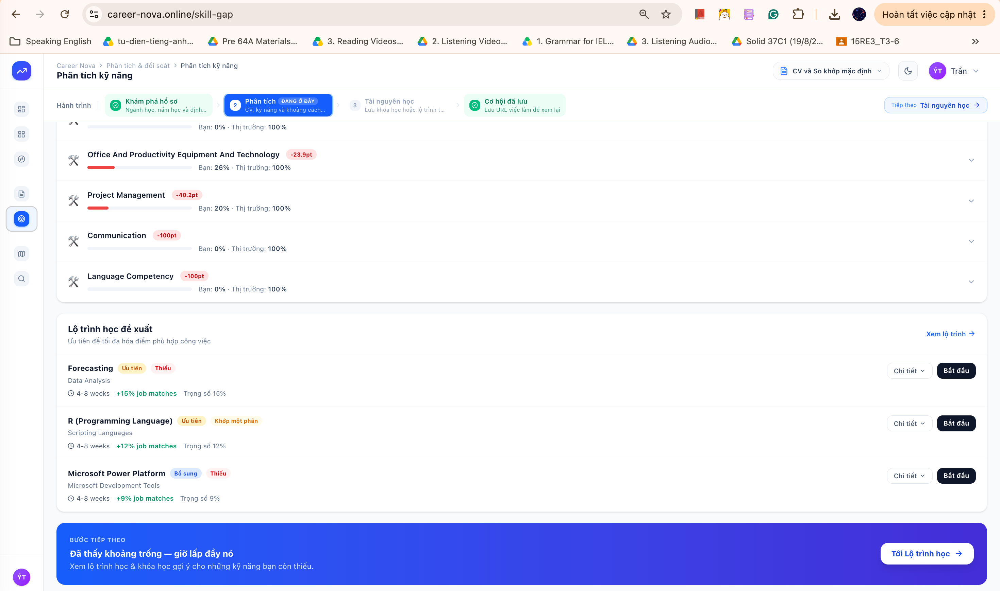 career-nova.online/skill-gap
Hoàn tất việc cập nhật
Speaking English
tu-dien-tieng-anh...
Pre 64A Materials...
3. Reading Videos...
2. Listening Video...
1. Grammar for IEL...
3. Listening Audio...
Solid 37C1 (19/8/2...
15RE3_T3-6
Career Nova > Phân tích & đối soát > Phân tích kỹ năng
Phân tích kỹ năng
CV và So khớp mặc định
ÝT
Trần
Hành trình
Khám phá hồ sơ
Ngành học, năm học và định...
2
Phân tích ĐANG Ở ĐÂY
CV, kỹ năng và khoảng cách...
3
Tài nguyên học
Lưu khóa học hoặc lộ trình t...
Cơ hội đã lưu
Lưu URL việc làm để xem lại
Tiếp theo Tài nguyên học →
Bạn: 0% · Thị trường: 100%
Office And Productivity Equipment And Technology -23.9pt
Bạn: 26% · Thị trường: 100%
Project Management -40.2pt
Bạn: 20% · Thị trường: 100%
Communication -100pt
Bạn: 0% · Thị trường: 100%
Language Competency -100pt
Bạn: 0% · Thị trường: 100%
Lộ trình học đề xuất
Ưu tiên để tối đa hóa điểm phù hợp công việc
Xem lộ trình →
Forecasting Ưu tiên Thiếu
Data Analysis
4-8 weeks +15% job matches Trọng số 15%
Chi tiết
Bắt đầu
R (Programming Language) Ưu tiên Khớp một phần
Scripting Languages
4-8 weeks +12% job matches Trọng số 12%
Chi tiết
Bắt đầu
Microsoft Power Platform Bổ sung Thiếu
Microsoft Development Tools
4-8 weeks +9% job matches Trọng số 9%
Chi tiết
Bắt đầu
BƯỚC TIẾP THEO
Đã thấy khoảng trống — giờ lấp đầy nó
Xem lộ trình học & khóa học gợi ý cho những kỹ năng bạn còn thiếu.
Tới Lộ trình học →
ÝT